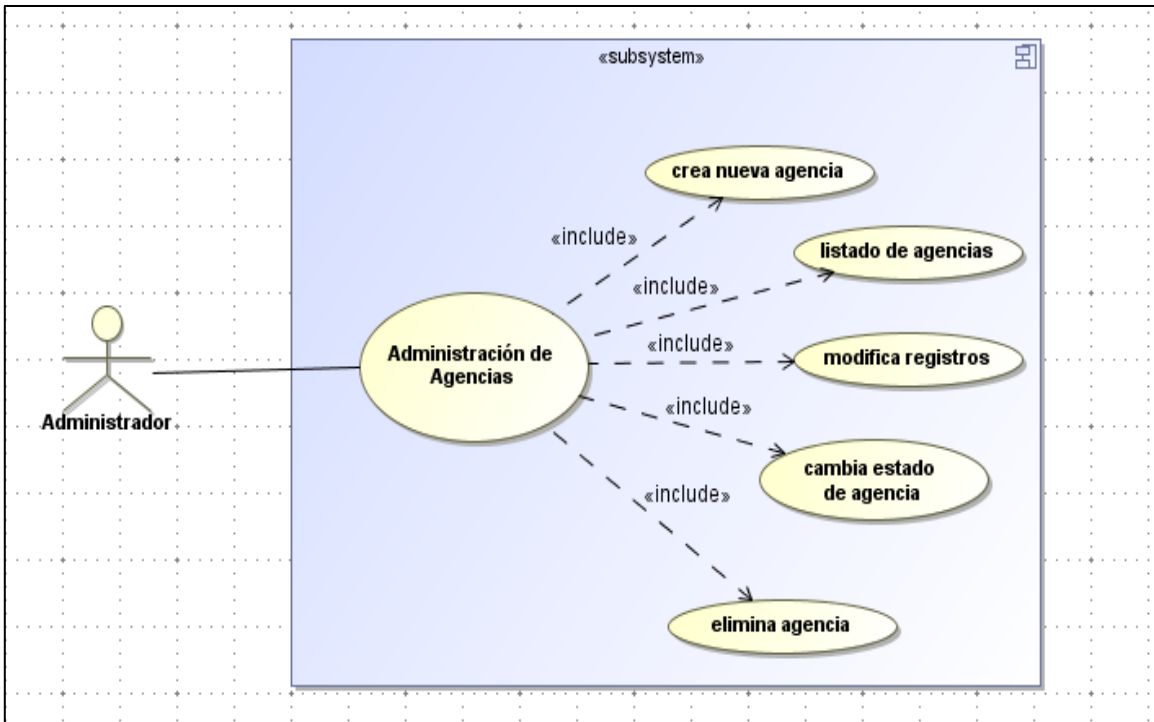 «subsystem»
crea nueva agencia
«include»
listado de agencias
«include»
«include»
modifica registros
Administración de
Agencias
«include»
Administrador
cambia estado
de agencia
«include»
elimina agencia